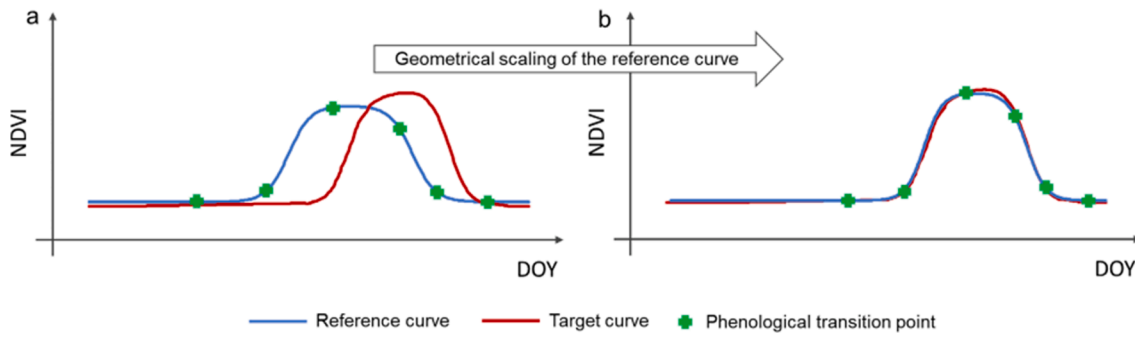 a
b
Geometrical scaling of the reference curve
NDVI
NDVI
DOY
DOY
Reference curve
Target curve
Phenological transition point